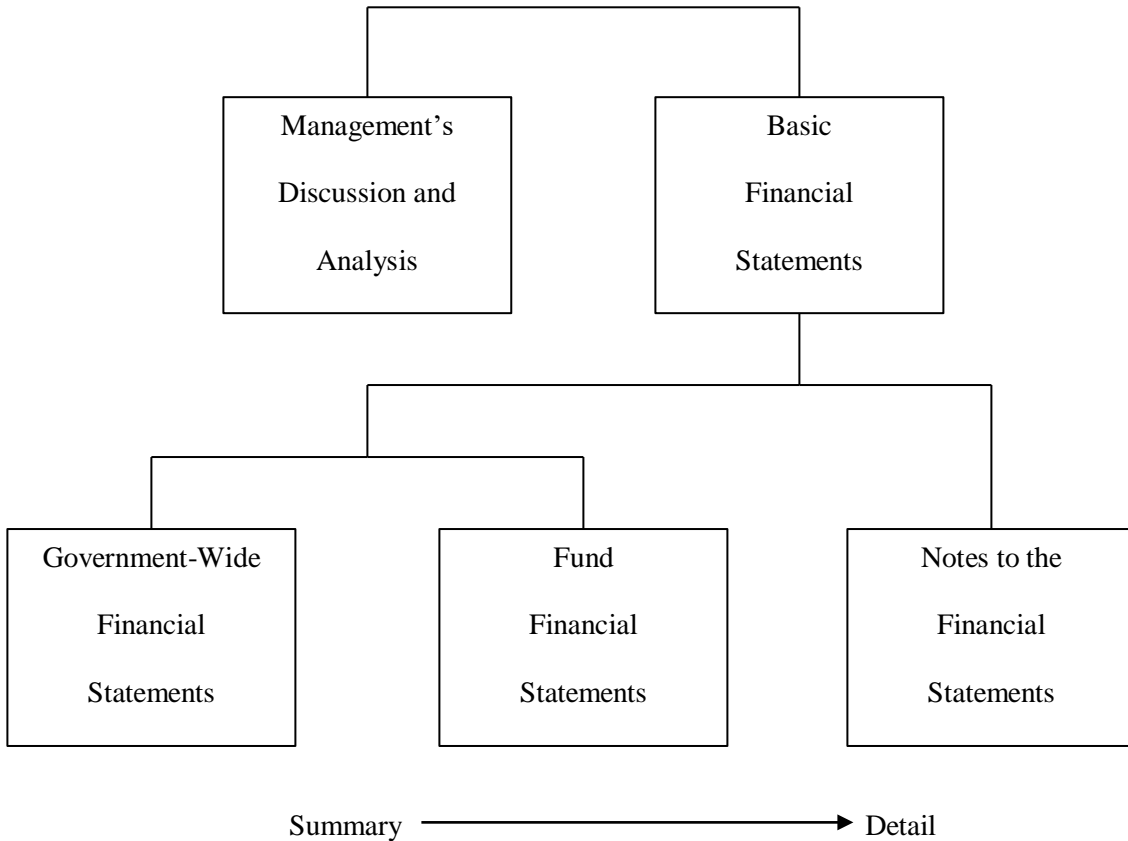 Management’s
Discussion and
Analysis
Basic
Financial
Statements
Government-Wide
Financial
Statements
Fund
Financial
Statements
Notes to the
Financial
Statements
Summary
Detail